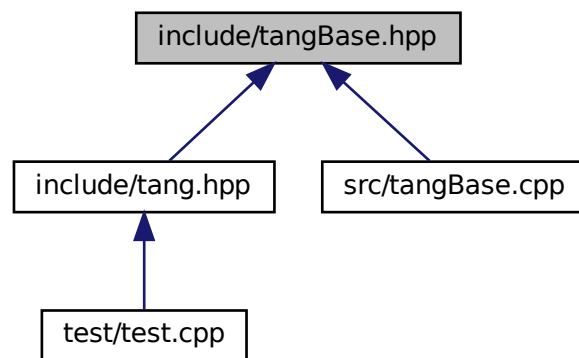 include/tangBase.hpp
include/tang.hpp
src/tangBase.cpp
test/test.cpp